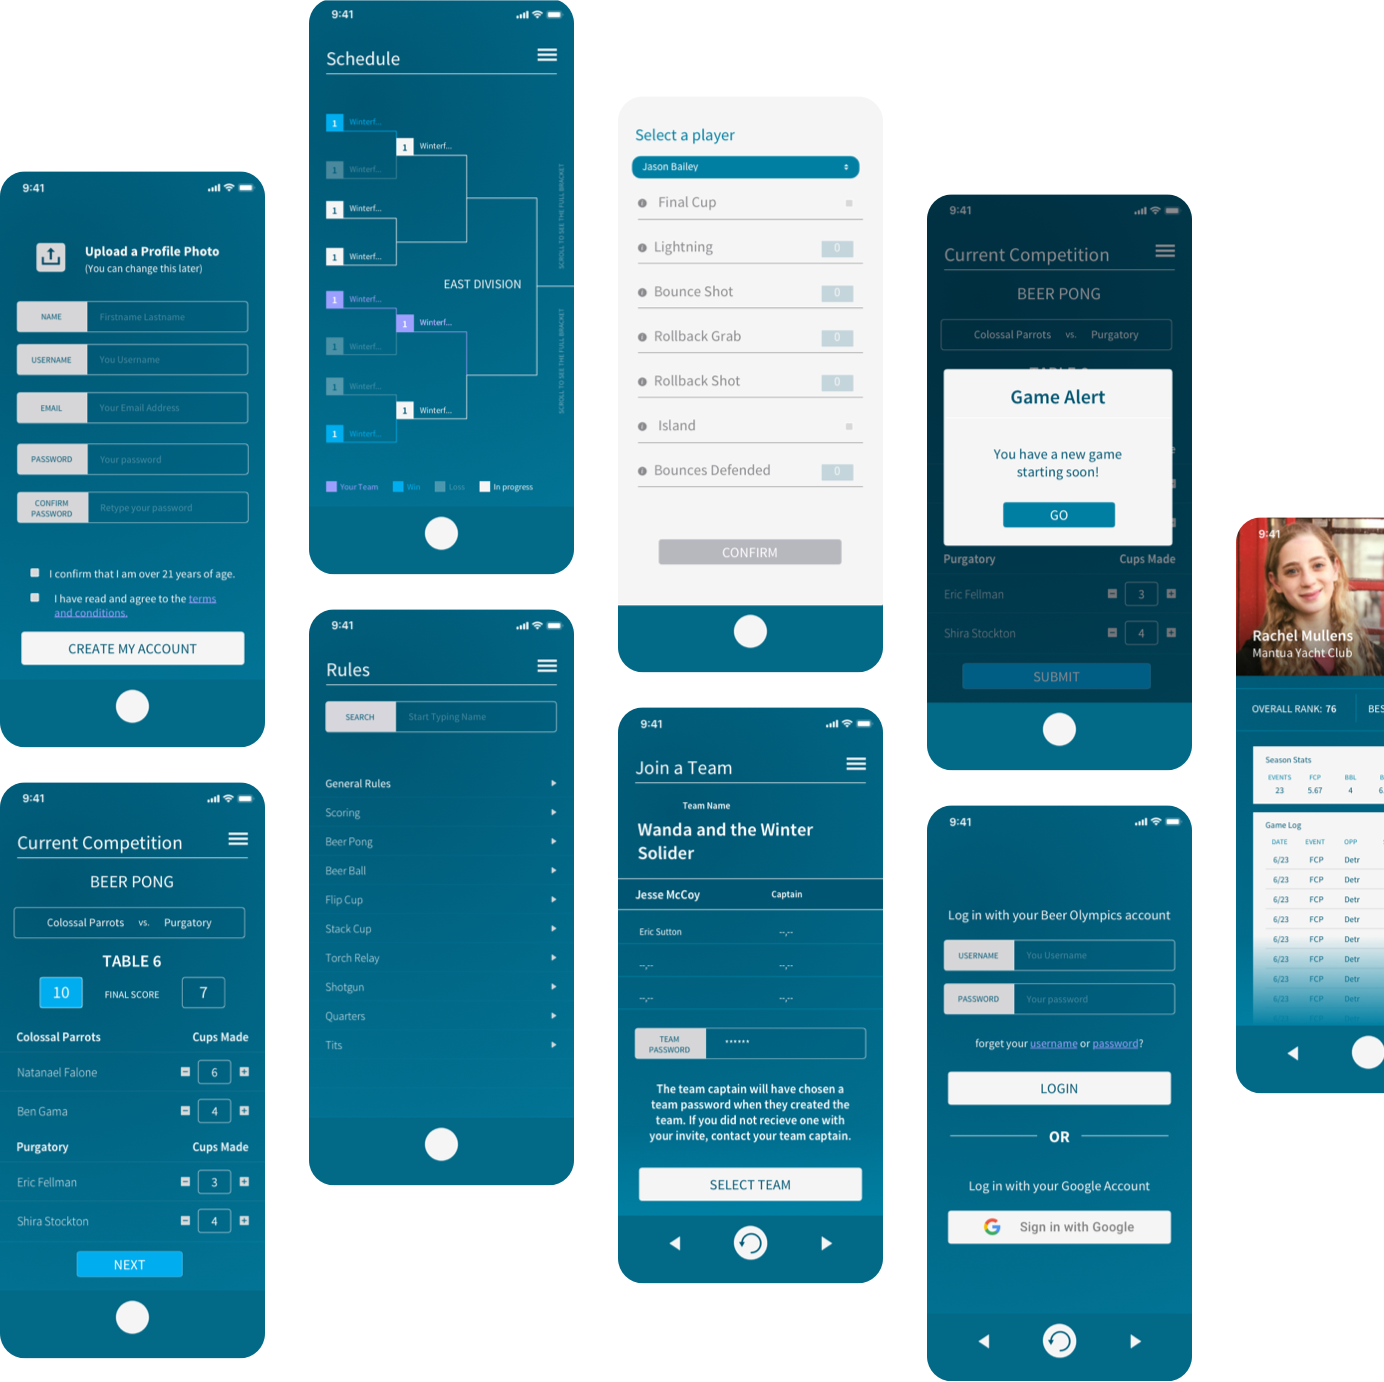 9:41
Upload a Profile Photo
(You can change this later)
NAME
Firstname Lastname
USERNAME
You Username
EMAIL
Your Email Address
PASSWORD
Your password
CONFIRM
PASSWORD
Retype your password
I confirm that I am over 21 years of age.
I have read and agree to the terms
and conditions.
CREATE MY ACCOUNT
9:41
Current Competition
BEER PONG
Colossal Parrots vs. Purgatory
TABLE 6
10 FINAL SCORE 7
Colossal Parrots Cups Made
Natanael Falone 6
Ben Gama 4
Purgatory Cups Made
Eric Fellman 3
Shira Stockton 4
NEXT
9:41
Schedule
1 Winterf...
1 Winterf...
1 Winterf...
1 Winterf...
1 Winterf...
EAST DIVISION
1 Winterf...
1 Winterf...
1 Winterf...
1 Winterf...
1 Winterf...
1 Winterf...
SCROLL TO SEE THE FULL BRACKET
SCROLL TO SEE THE FULL BRACKET
Your Team Win Loss In progress
9:41
Rules
SEARCH
Start Typing Name
General Rules
Scoring
Beer Pong
Beer Ball
Flip Cup
Stack Cup
Torch Relay
Shotgun
Quarters
Tits
Select a player
Jason Bailey
Final Cup
Lightning 0
Bounce Shot 0
Rollback Grab 0
Rollback Shot 0
Island
Bounces Defended 0
CONFIRM
9:41
Join a Team
Team Name
Wanda and the Winter
Solider
Jesse McCoy Captain
Eric Sutton --,--
--,-- --,--
--,-- --,--
TEAM
PASSWORD
******
The team captain will have chosen a
team password when they created the
team. If you did not recieve one with
your invite, contact your team captain.
SELECT TEAM
9:41
Current Competition
BEER PONG
Colossal Parrots vs. Purgatory
Game Alert
You have a new game
starting soon!
GO
Purgatory Cups Made
Eric Fellman 3
Shira Stockton 4
SUBMIT
9:41
Log in with your Beer Olympics account
USERNAME
You Username
PASSWORD
Your password
forget your username or password?
LOGIN
OR
Log in with your Google Account
Sign in with Google
9:41
Rachel Mullens
Mantua Yacht Club
OVERALL RANK: 76 BES
Season Stats
EVENTS FCP BBL B
23 5.67 4 6.
Game Log
DATE EVENT OPP
6/23 FCP Detr
6/23 FCP Detr
6/23 FCP Detr
6/23 FCP Detr
6/23 FCP Detr
6/23 FCP Detr
6/23 FCP Detr
6/23 FCP Detr